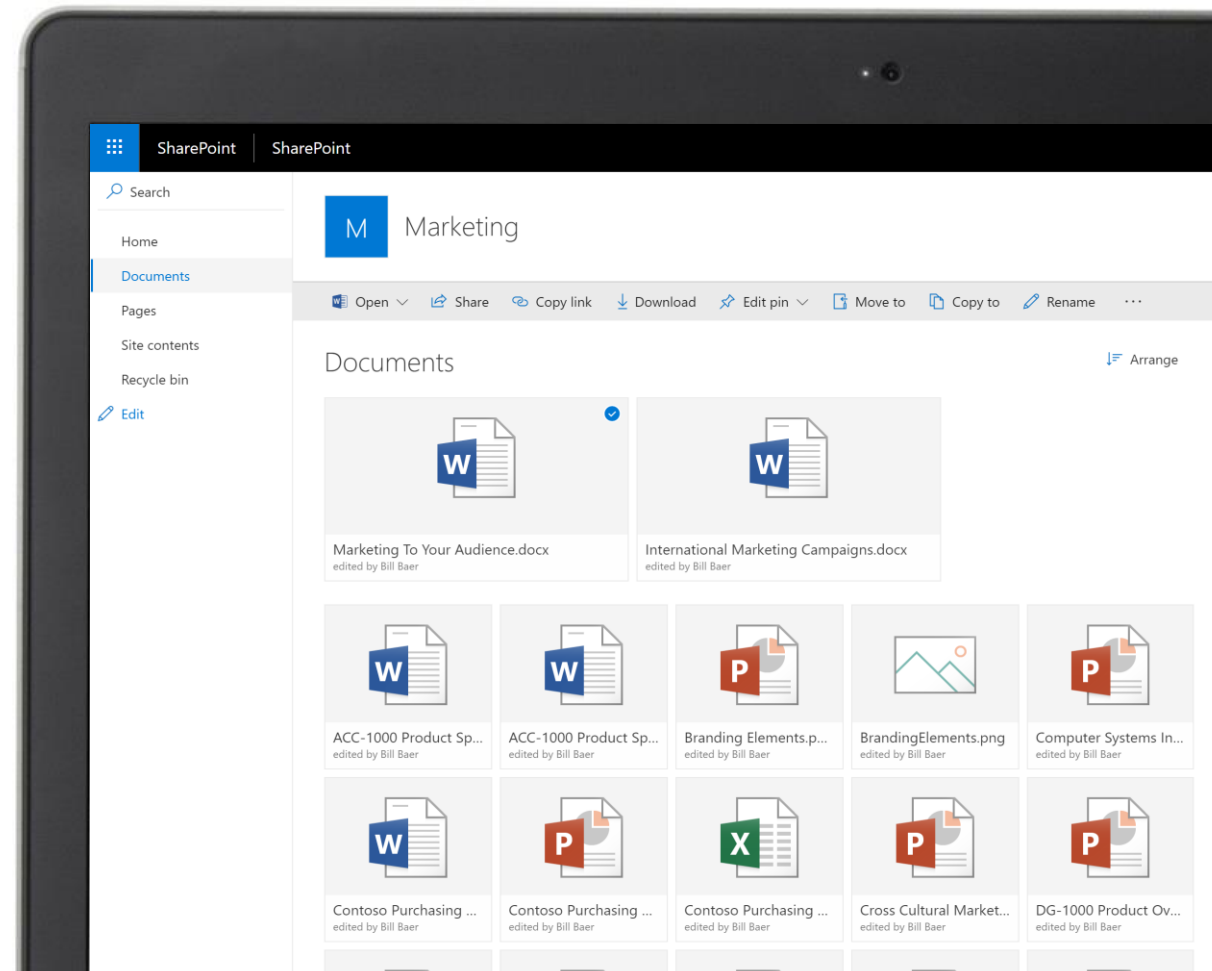 SharePoint SharePoint
Search
Home
Documents
Pages
Site contents
Recycle bin
Edit
M Marketing
Open Share Copy link Download Edit pin Move to Copy to Rename ...
Documents
Arrange
W W
Marketing To Your Audience.docx International Marketing Campaigns.docx
edited by Bill Baer edited by Bill Baer
W W P P
ACC-1000 Product Sp... ACC-1000 Product Sp... Branding Elements.p... BrandingElements.png Computer Systems In...
edited by Bill Baer edited by Bill Baer edited by Bill Baer edited by Bill Baer edited by Bill Baer
W P X P P
Contoso Purchasing ... Contoso Purchasing ... Contoso Purchasing ... Cross Cultural Market... DG-1000 Product Ov...
edited by Bill Baer edited by Bill Baer edited by Bill Baer edited by Bill Baer edited by Bill Baer